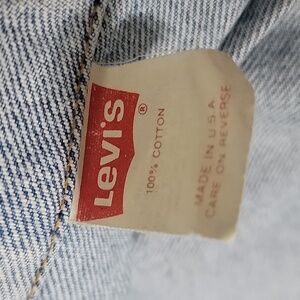 Levi's ®
100% COTTON
MADE IN U.S.A.
CARE ON REVERSE